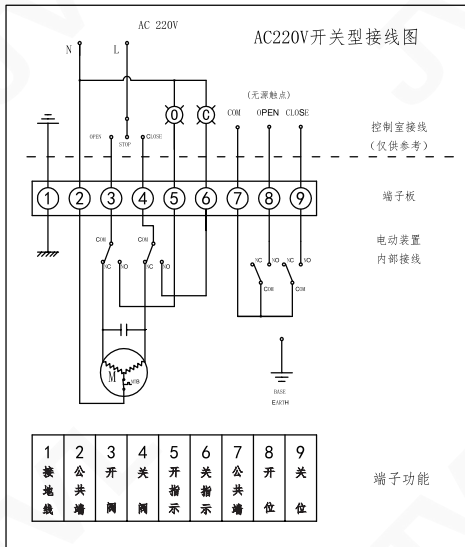 AC 220V
AC220V开关型接线图
N
L
(无源触点)
O
C
COM OPEN CLOSE
控制室接线
(仅供参考)
OPEN
STOP
CLOSE
1 2 3 4 5 6 7 8 9
端子板
电动装置
内部接线
COM
COM
NC NO NC NO
NC NO NC NO
COM COM
M
BASE
EARTH
1 2 3 4 5 6 7 8 9
接地线 公共端 开阀 关阀 开指示 关指示 公共端 开位 关位
端子功能